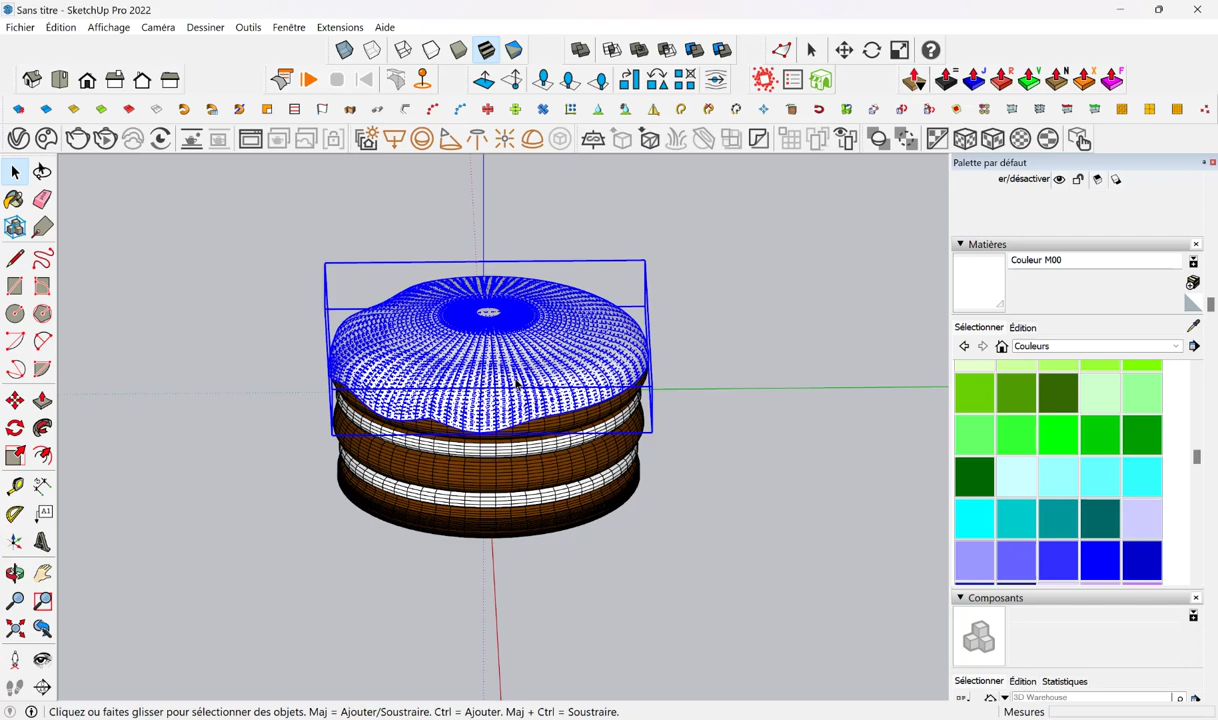 Sans titre - SketchUp Pro 2022
Fichier Édition Affichage Caméra Dessiner Outils Fenêtre Extensions Aide
Palette par défaut
er/désactiver
Matières
Couleur M00
Sélectionner Édition
Couleurs
A1
Composants
Sélectionner Édition Statistiques
3D Warehouse
Cliquez ou faites glisser pour sélectionner des objets. Maj = Ajouter/Soustraire. Ctrl = Ajouter. Maj + Ctrl = Soustraire.
Mesures